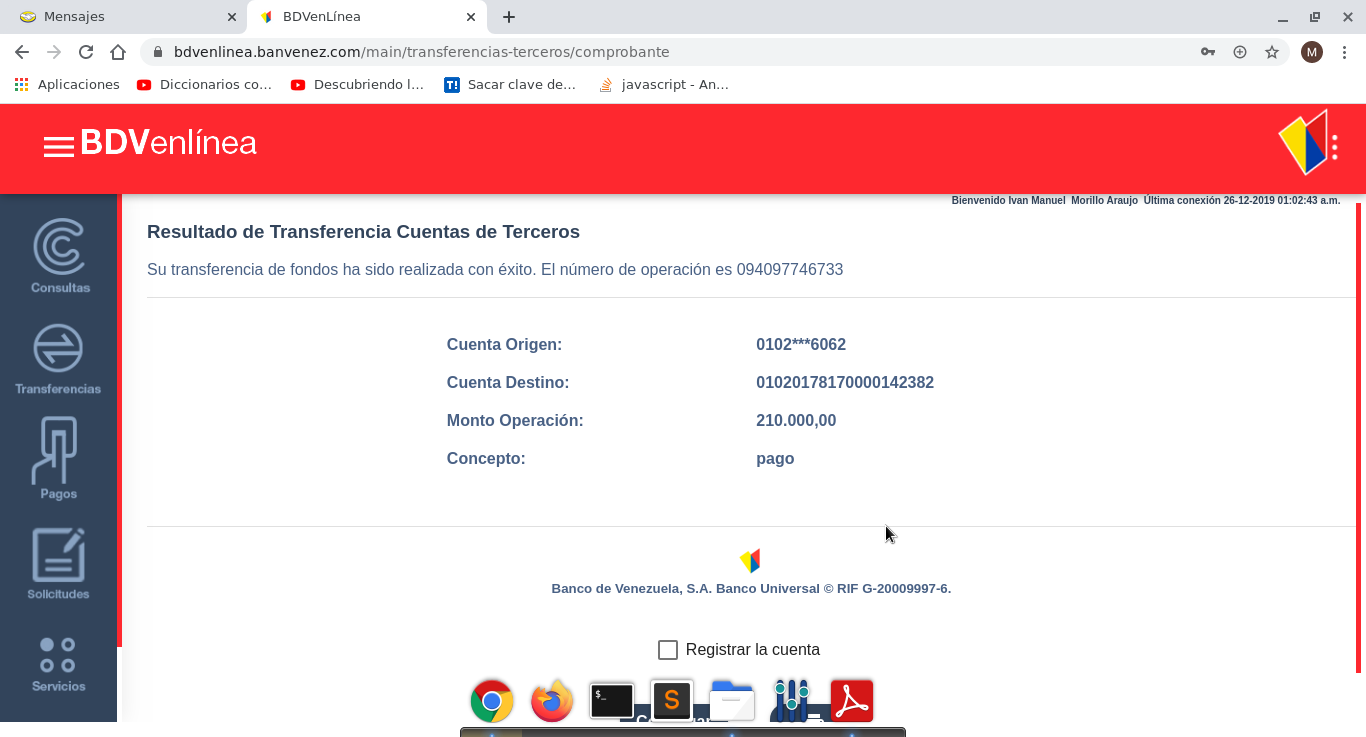 Mensajes
BDVenLínea
bdvenlinea.banvenez.com/main/transferencias-terceros/comprobante
M
Aplicaciones
Diccionarios co…
Descubriendo l…
T!
Sacar clave de…
javascript - An…
BDVenlínea
Bienvenido Ivan Manuel Morillo Araujo Última conexión 26-12-2019 01:02:43 a.m.
Consultas
Transferencias
Pagos
Solicitudes
Servicios
Resultado de Transferencia Cuentas de Terceros
Su transferencia de fondos ha sido realizada con éxito. El número de operación es 094097746733
Cuenta Origen: 0102***6062
Cuenta Destino: 01020178170000142382
Monto Operación: 210.000,00
Concepto: pago
Banco de Venezuela, S.A. Banco Universal © RIF G-20009997-6.
Registrar la cuenta
$_
S